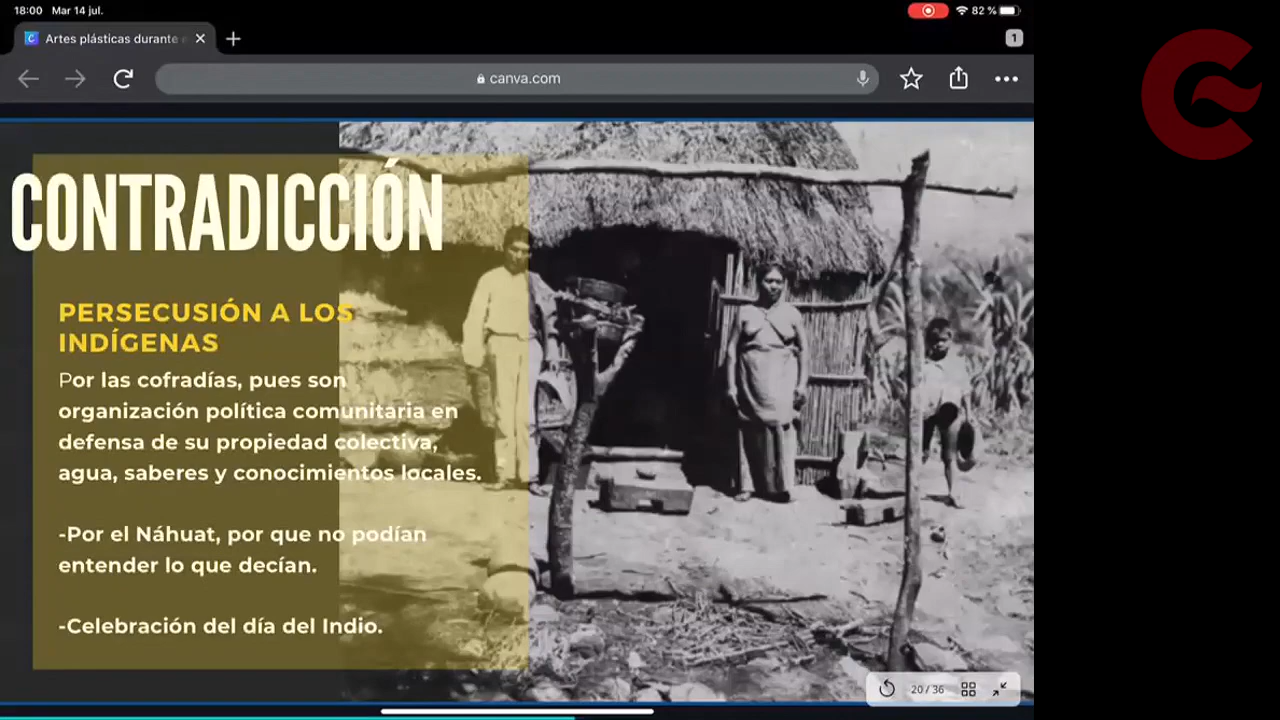 18:00 Mar 14 jul.
82 %
Artes plásticas durante
1
canva.com
CONTRADICCIÓN
PERSECUSIÓN A LOS
INDÍGENAS
Por las cofradías, pues son
organización política comunitaria en
defensa de su propiedad colectiva,
agua, saberes y conocimientos locales.
-Por el Náhuat, por que no podían
entender lo que decían.
-Celebración del día del Indio.
20/36